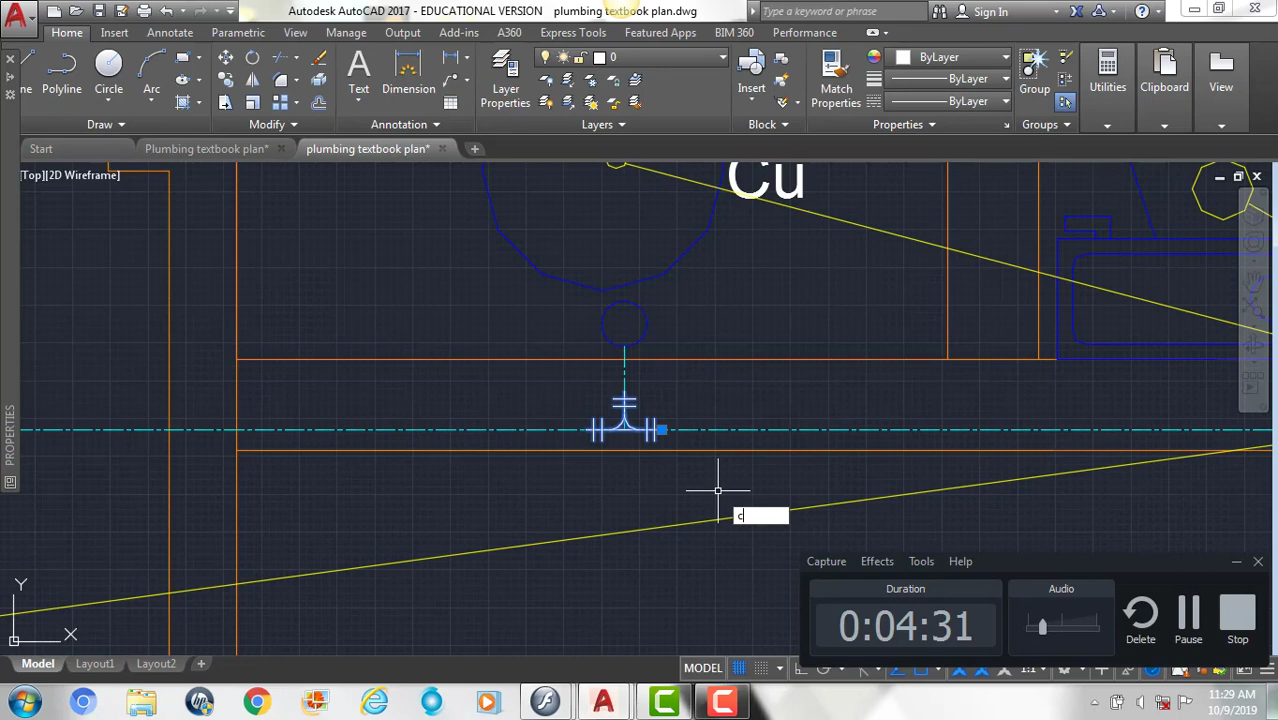 Autodesk AutoCAD 2017 - EDUCATIONAL VERSION plumbing textbook plan.dwg
Type a keyword or phrase
Sign In
Home Insert Annotate Parametric View Manage Output Add-ins A360 Express Tools Featured Apps BIM 360 Performance
Polyline Circle Arc
Text Dimension
Layer Properties
0
Insert
Match Properties
ByLayer
ByLayer
ByLayer
Group
Utilities
Clipboard
View
Draw Modify Annotation Layers Block Properties Groups
Start Plumbing textbook plan* plumbing textbook plan*
[Top][2D Wireframe]
Cu
PROPERTIES
c
Y
X
Capture Effects Tools Help
Duration
0:04:31
Audio
Delete Pause Stop
Model Layout1 Layout2
MODEL
1:1
11:29 AM
10/9/2019